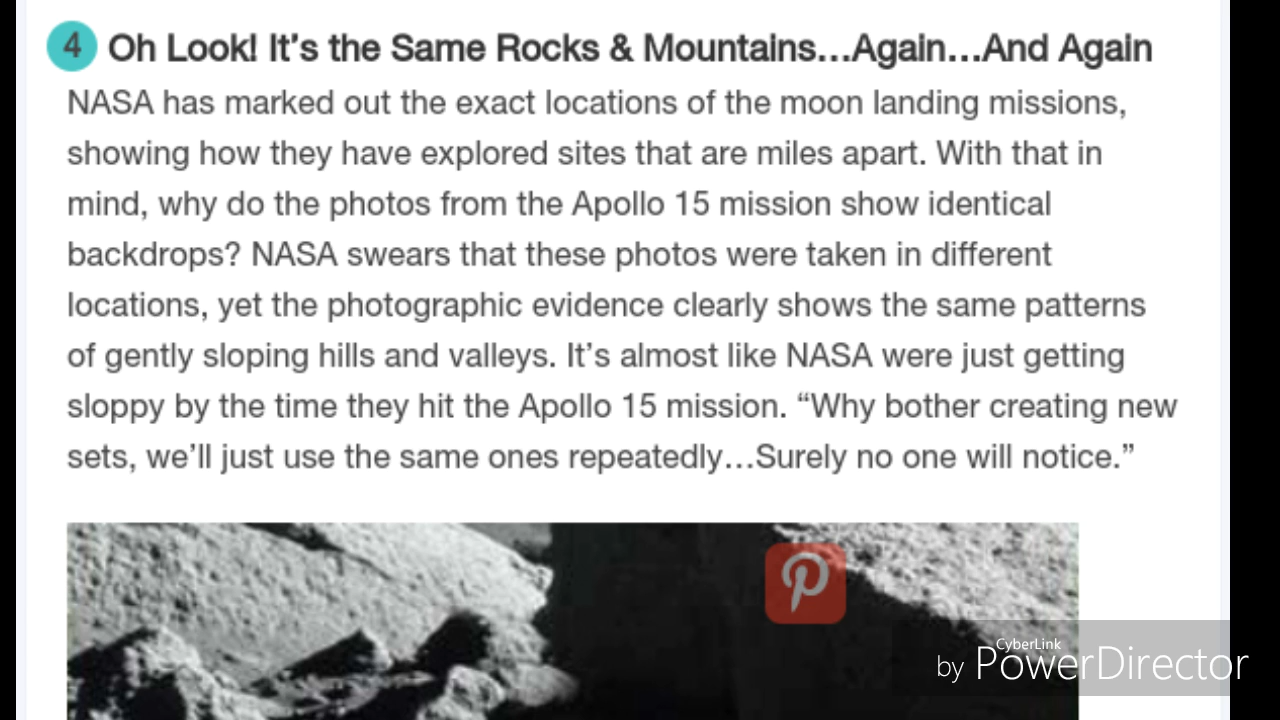 4 Oh Look! It’s the Same Rocks & Mountains…Again…And Again
NASA has marked out the exact locations of the moon landing missions,
showing how they have explored sites that are miles apart. With that in
mind, why do the photos from the Apollo 15 mission show identical
backdrops? NASA swears that these photos were taken in different
locations, yet the photographic evidence clearly shows the same patterns
of gently sloping hills and valleys. It’s almost like NASA were just getting
sloppy by the time they hit the Apollo 15 mission. “Why bother creating new
sets, we’ll just use the same ones repeatedly…Surely no one will notice.”
CyberLink
by PowerDirector